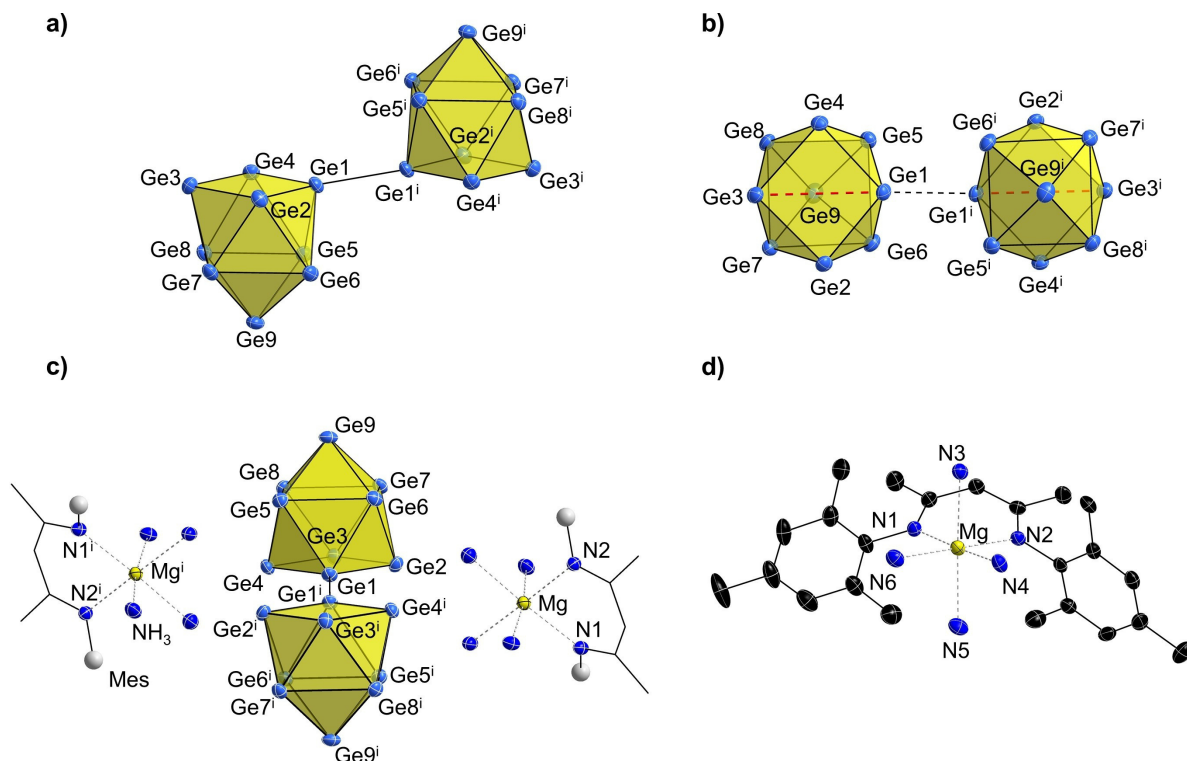 a)
Ge9ⁱ
Ge6ⁱ
Ge7ⁱ
Ge5ⁱ
Ge8ⁱ
Ge2ⁱ
Ge4
Ge1
Ge3
Ge1ⁱ
Ge3ⁱ
Ge4ⁱ
Ge2
Ge8
Ge5
Ge7
Ge6
Ge9
b)
Ge4
Ge2ⁱ
Ge8
Ge5
Ge6ⁱ
Ge7ⁱ
Ge1
Ge9ⁱ
Ge3
Ge3ⁱ
Ge9
Ge1ⁱ
Ge7
Ge6
Ge5ⁱ
Ge8ⁱ
Ge2
Ge4ⁱ
c)
Ge9
Ge8
Ge7
Ge5
Ge6
Ge3
N1ⁱ
N2
Ge4
Ge2
Mgⁱ
Ge1
Ge1ⁱ
N2ⁱ
Mg
Ge2ⁱ
Ge4ⁱ
Ge3ⁱ
NH₃
N1
Mes
Ge6ⁱ
Ge5ⁱ
Ge7ⁱ
Ge8ⁱ
Ge9ⁱ
d)
N3
N1
Mg
N2
N6
N4
N5